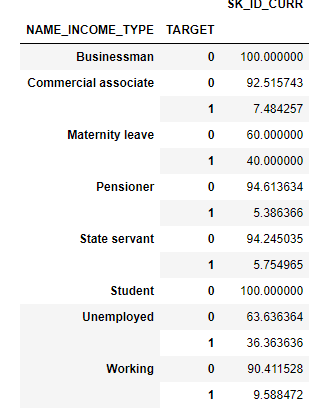 SK_ID_CURR
NAME_INCOME_TYPE TARGET
Businessman 0 100.000000
Commercial associate 0 92.515743
1 7.484257
Maternity leave 0 60.000000
1 40.000000
Pensioner 0 94.613634
1 5.386366
State servant 0 94.245035
1 5.754965
Student 0 100.000000
Unemployed 0 63.636364
1 36.363636
Working 0 90.411528
1 9.588472